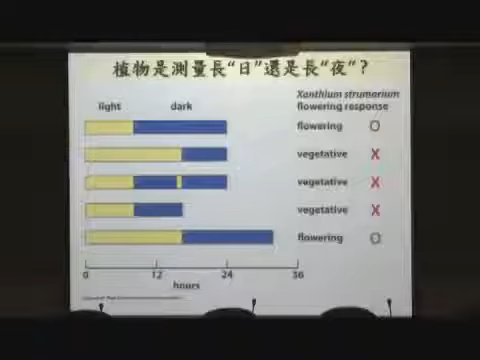 植物是測量長“日”還是長“夜”？
Xanthium strumarium
light dark flowering response
flowering O
vegetative X
vegetative X
vegetative X
flowering O
0 12 24 36
hours